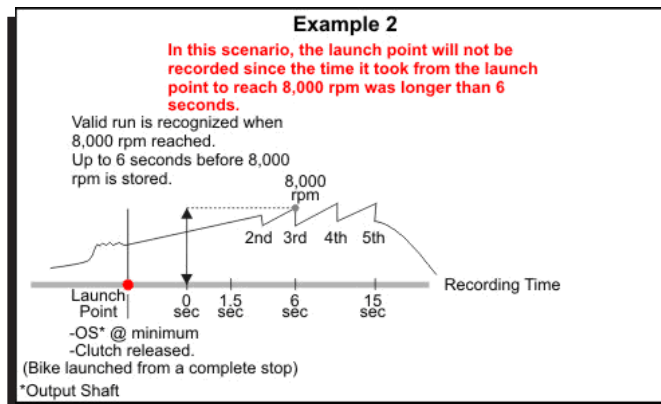 Example 2
In this scenario, the launch point will not be
recorded since the time it took from the launch
point to reach 8,000 rpm was longer than 6
seconds.
Valid run is recognized when
8,000 rpm reached.
Up to 6 seconds before 8,000
rpm is stored.
8,000
rpm
2nd 3rd 4th 5th
Recording Time
Launch
Point
0
sec
1.5
sec
6
sec
15
sec
-OS* @ minimum
-Clutch released.
(Bike launched from a complete stop)
*Output Shaft